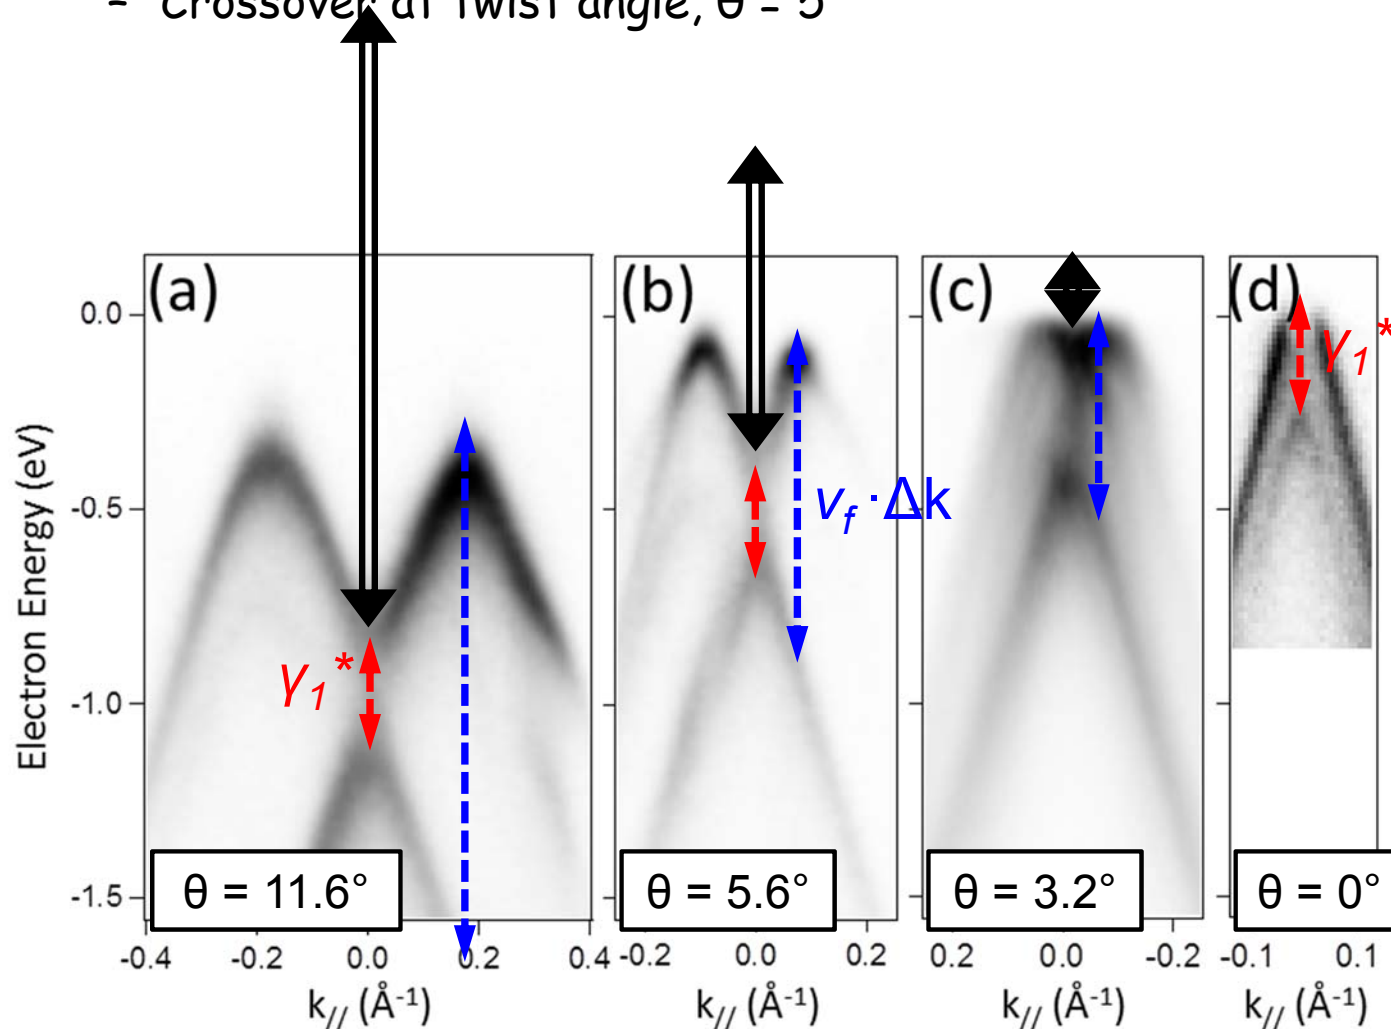 - Crossover at twist angle, θ = 5
(a)
(b)
(c)
(d)
Electron Energy (eV)
0.0
-0.5
-1.0
-1.5
γ1*
vf·Δk
γ1*
θ = 11.6°
θ = 5.6°
θ = 3.2°
θ = 0°
-0.4 -0.2 0.0 0.2 0.4
-0.2 0.0 0.2
0.2 0.0 -0.2
-0.1 0.1
k// (Å-1)
k// (Å-1)
k// (Å-1)
k// (Å-1)